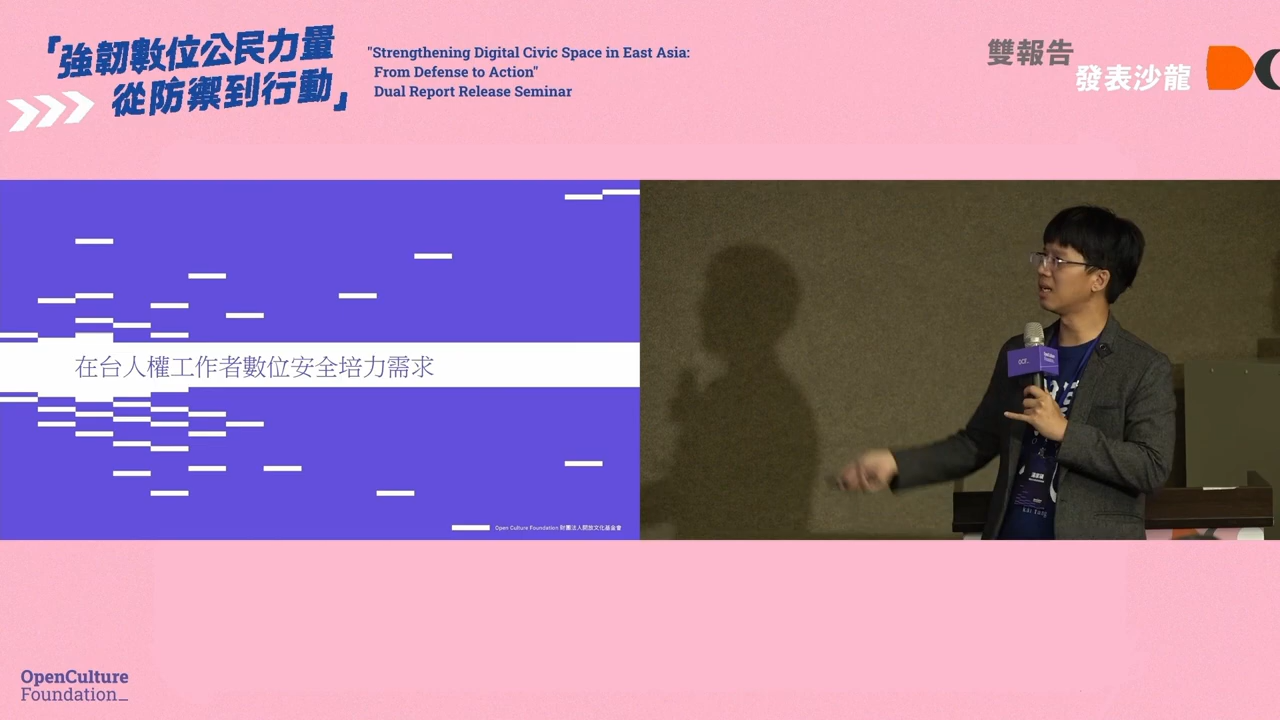 「強韌數位公民力量
從防禦到行動」
"Strengthening Digital Civic Space in East Asia:
From Defense to Action"
Dual Report Release Seminar
雙報告
發表沙龍
在台人權工作者數位安全培力需求
Open Culture Foundation 財團法人開放文化基金會
OCF.
OpenCulture
Foundation_